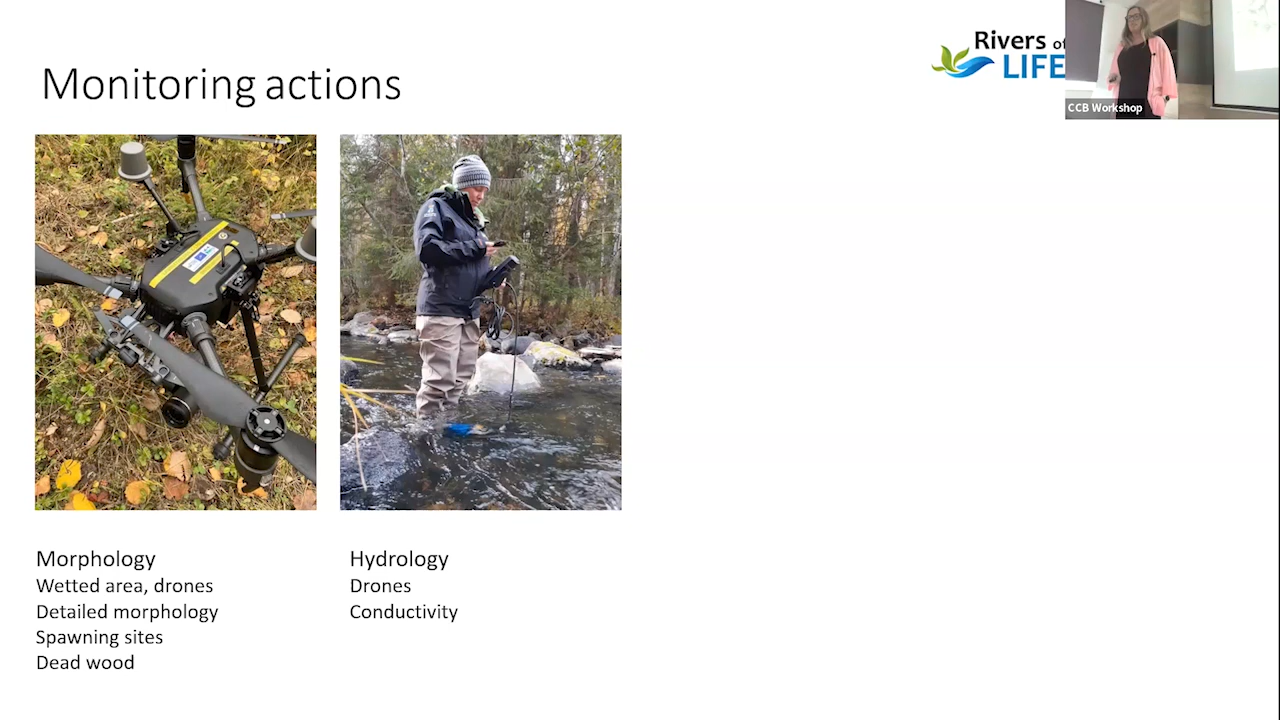 Rivers of
LIFE
CCB Workshop
Monitoring actions
Morphology
Wetted area, drones
Detailed morphology
Spawning sites
Dead wood
Hydrology
Drones
Conductivity